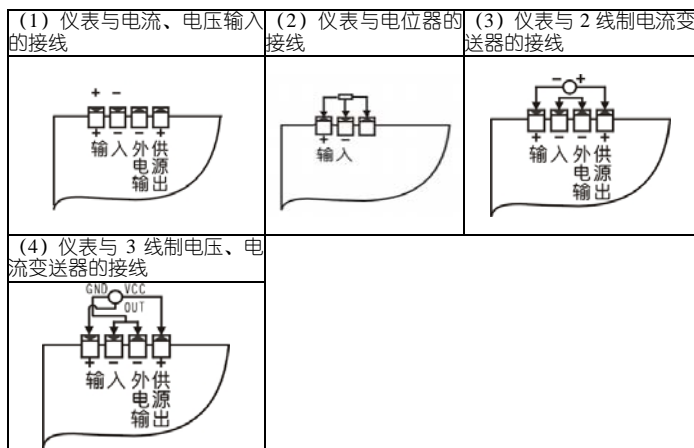 （1）仪表与电流、电压输入
的接线
（2）仪表与电位器的
接线
（3）仪表与 2 线制电流变
送器的接线
+ −
+ − − +
输入 外供
电源
输出
+ −
输入
− +
+ − − +
输入 外供
电源
输出
（4）仪表与 3 线制电压、电
流变送器的接线
GND VCC
OUT
+ − − +
输入 外供
电源
输出